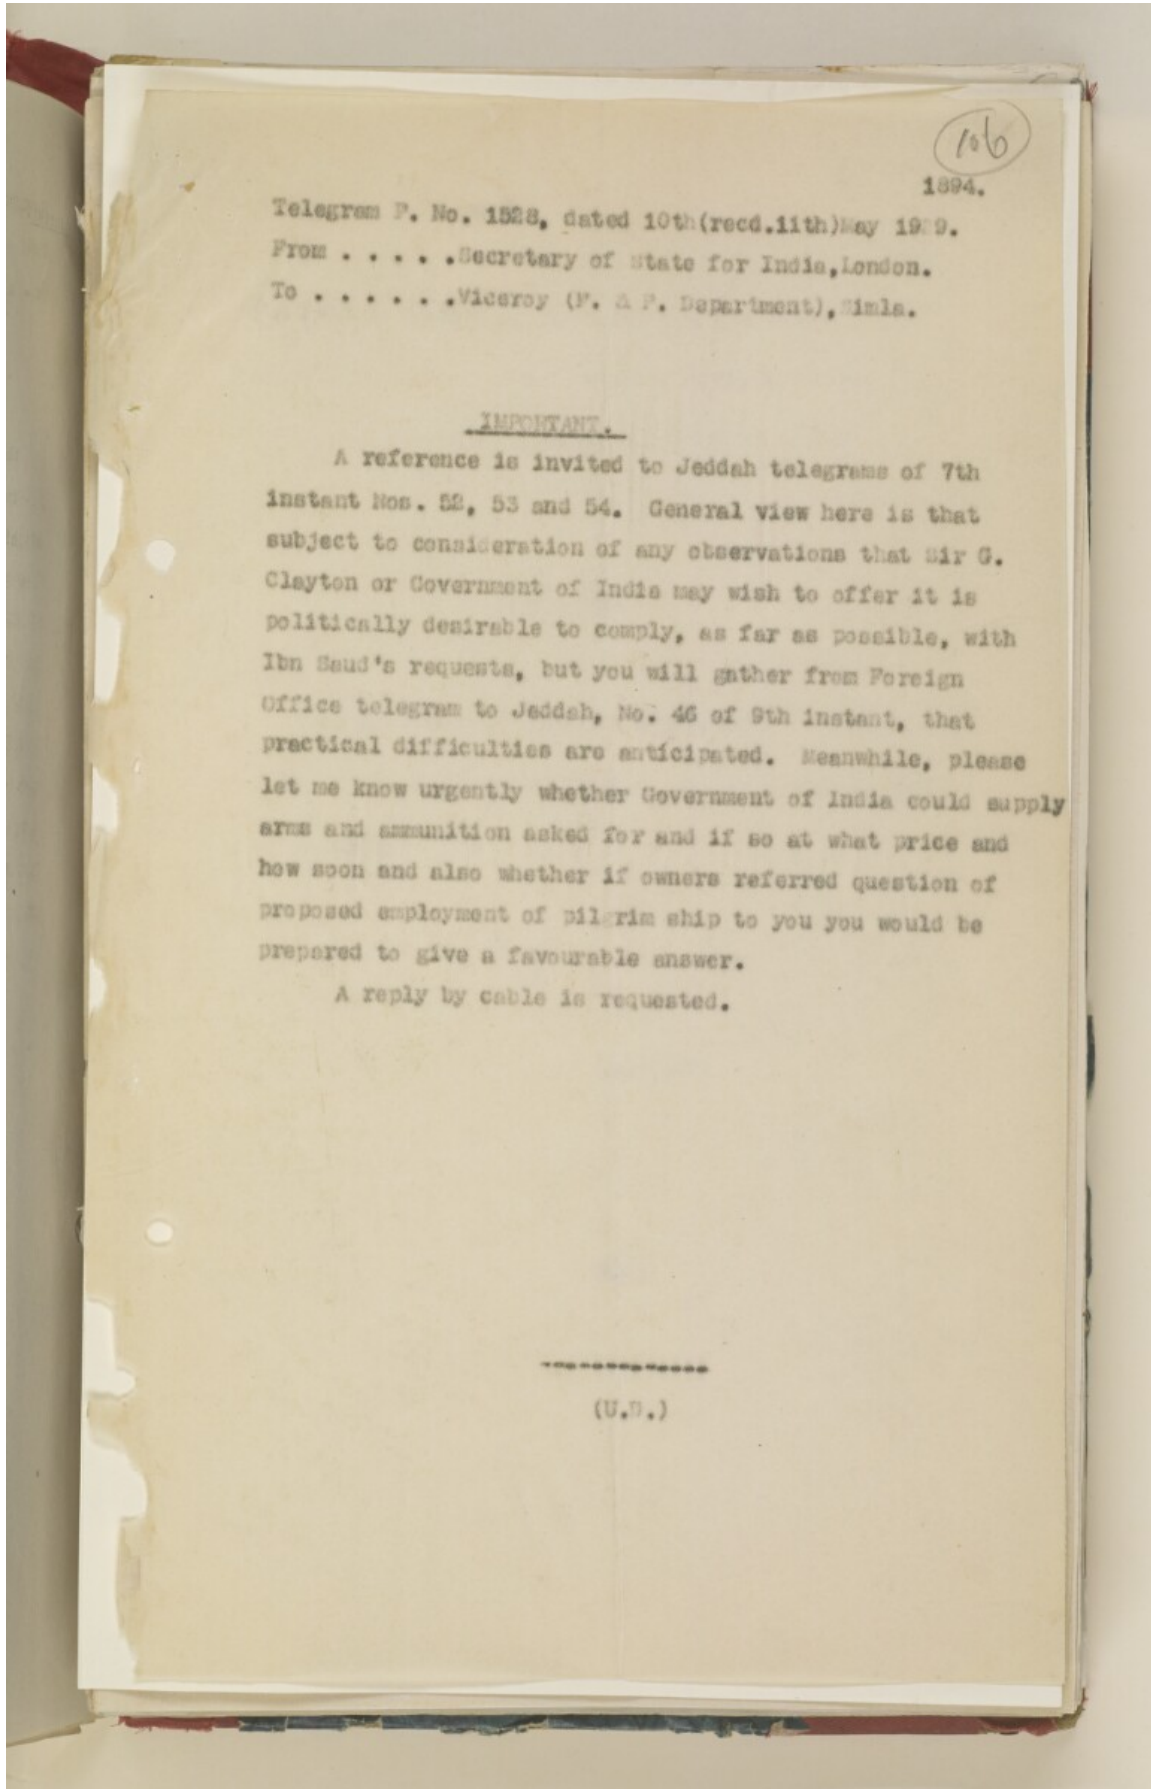 106
1894.
Telegram P. No. 1528, dated 10th(recd.11th)May 1929.
From . . . . .Secretary of State for India,London.
To . . . . . .Viceroy (F. & P. Department),Simla.
IMPORTANT.
A reference is invited to Jeddah telegrams of 7th
instant Nos. 52, 53 and 54. General view here is that
subject to consideration of any observations that Sir G.
Clayton or Government of India may wish to offer it is
politically desirable to comply, as far as possible, with
Ibn Saud's requests, but you will gather from Foreign
Office telegram to Jeddah, No. 46 of 9th instant, that
practical difficulties are anticipated. Meanwhile, please
let me know urgently whether Government of India could supply
arms and ammunition asked for and if so at what price and
how soon and also whether if owners referred question of
proposed employment of pilgrim ship to you you would be
prepared to give a favourable answer.
A reply by cable is requested.
(U.D.)